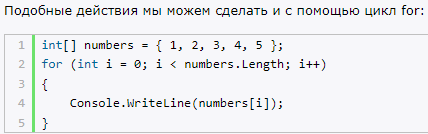 Подобные действия мы можем сделать и с помощью цикл for:
1 int[] numbers = { 1, 2, 3, 4, 5 };
2 for (int i = 0; i < numbers.Length; i++)
3 {
4     Console.WriteLine(numbers[i]);
5 }